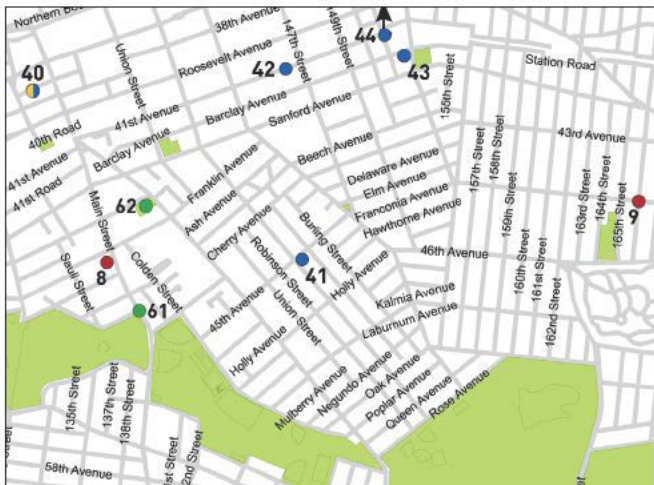 Northern Bo
38th Avenue
147th Street
149th Street
44
Union Street
Roosevelt Avenue
42
43
Station Road
40
155th Street
40th Road
41st Avenue
Barclay Avenue
Sanford Avenue
43rd Avenue
41st Avenue
Barclay Avenue
Beech Avenue
157th Street
158th Street
41st Road
Franklin Avenue
Delaware Avenue
Elm Avenue
Franconia Avenue
Hawthorne Avenue
159th Street
163rd Street
164th Street
165th Street
9
62
Ash Avenue
Main Street
Cherry Avenue
Burling Street
46th Avenue
8
Colden Street
Robinson Street
41
Holly Avenue
160th Street
161st Street
162nd Street
Saull Street
61
45th Avenue
Union Street
Kalmia Avenue
Laburnum Avenue
Holly Avenue
Mulberry Avenue
Negundo Avenue
Oak Avenue
Poplar Avenue
Queen Avenue
Rose Avenue
135th Street
137th Street
138th Street
58th Avenue
1st Street
2nd Street